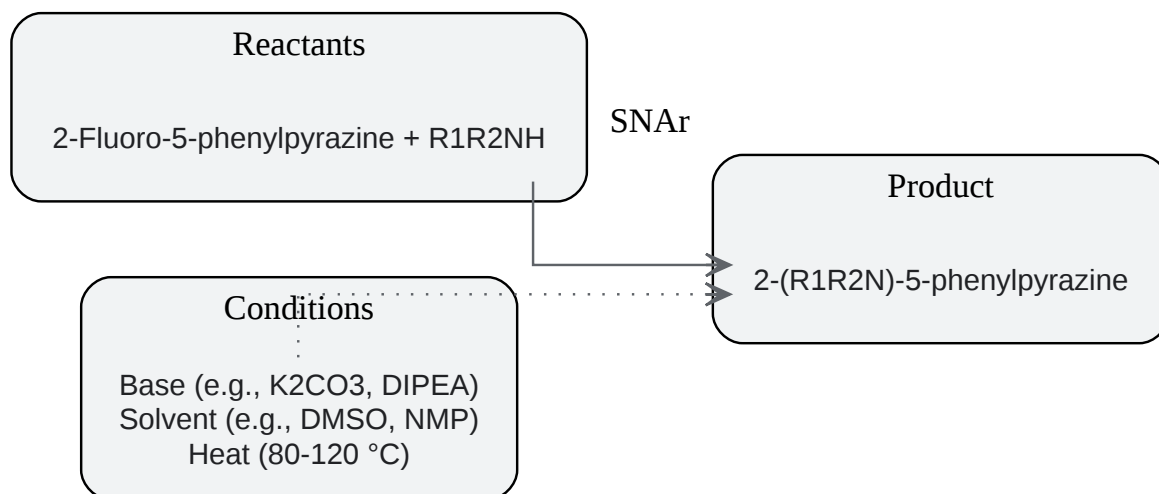 Reactants
2-Fluoro-5-phenylpyrazine + R1R2NH
SNAr
Product
2-(R1R2N)-5-phenylpyrazine
Conditions
Base (e.g., K2CO3, DIPEA)
Solvent (e.g., DMSO, NMP)
Heat (80-120 °C)